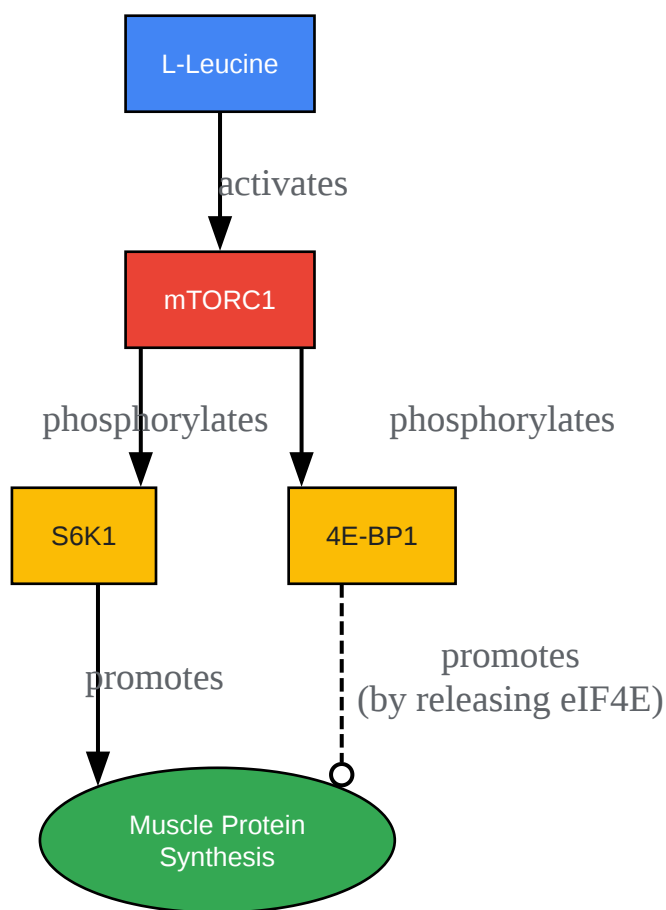 L-Leucine
activates
mTORC1
phosphorylates
phosphorylates
S6K1
4E-BP1
promotes
promotes
(by releasing eIF4E)
Muscle Protein
Synthesis